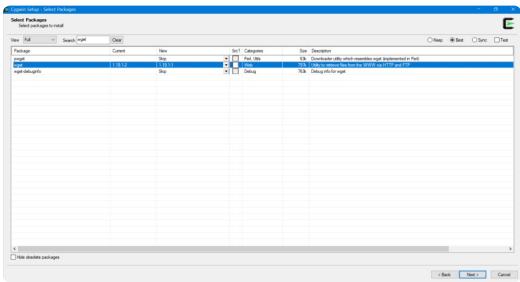 Cygwin Setup - Select Packages
Select Packages
Select packages to install
View Full Search wget Clear Keep Best Sync Test
Package Current New Src? Categories Size Description
pwget Skip Perl, Utils 93k Downloader utility which resembles wget (implemented in Perl)
wget 1.19.1-2 1.19.1-1 Web 757k Utility to retrieve files from the WWW via HTTP and FTP
wget-debuginfo Skip Debug 763k Debug info for wget
Hide obsolete packages
< Back Next > Cancel